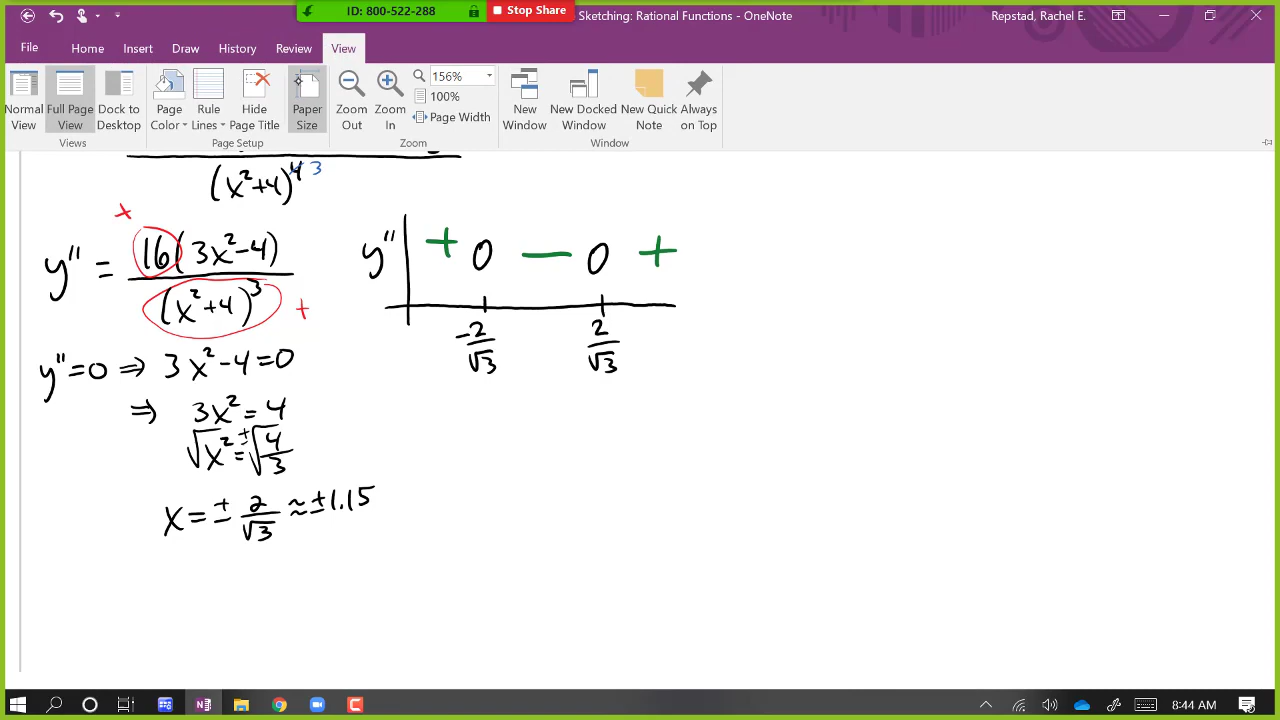 ID: 800-522-288 Stop Share
Sketching: Rational Functions - OneNote
Repstad, Rachel E.
File Home Insert Draw History Review View
156%
100%
Page Width
Normal View
Full Page View
Dock to Desktop
Page Color
Rule Lines
Hide Page Title
Paper Size
Zoom Out
Zoom In
New Window
New Docked Window
New Quick Note
Always on Top
Views Page Setup Zoom Window
(x²+4)^4 3
+
y'' = 16(3x²-4)
(x²+4)³ +
y'' + 0 — 0 +
-2/√3 2/√3
y''=0 ⇒ 3x²-4=0
⇒ 3x²=4
√x² = ±√4/3
x = ± 2/√3 ≈ ±1.15
8:44 AM